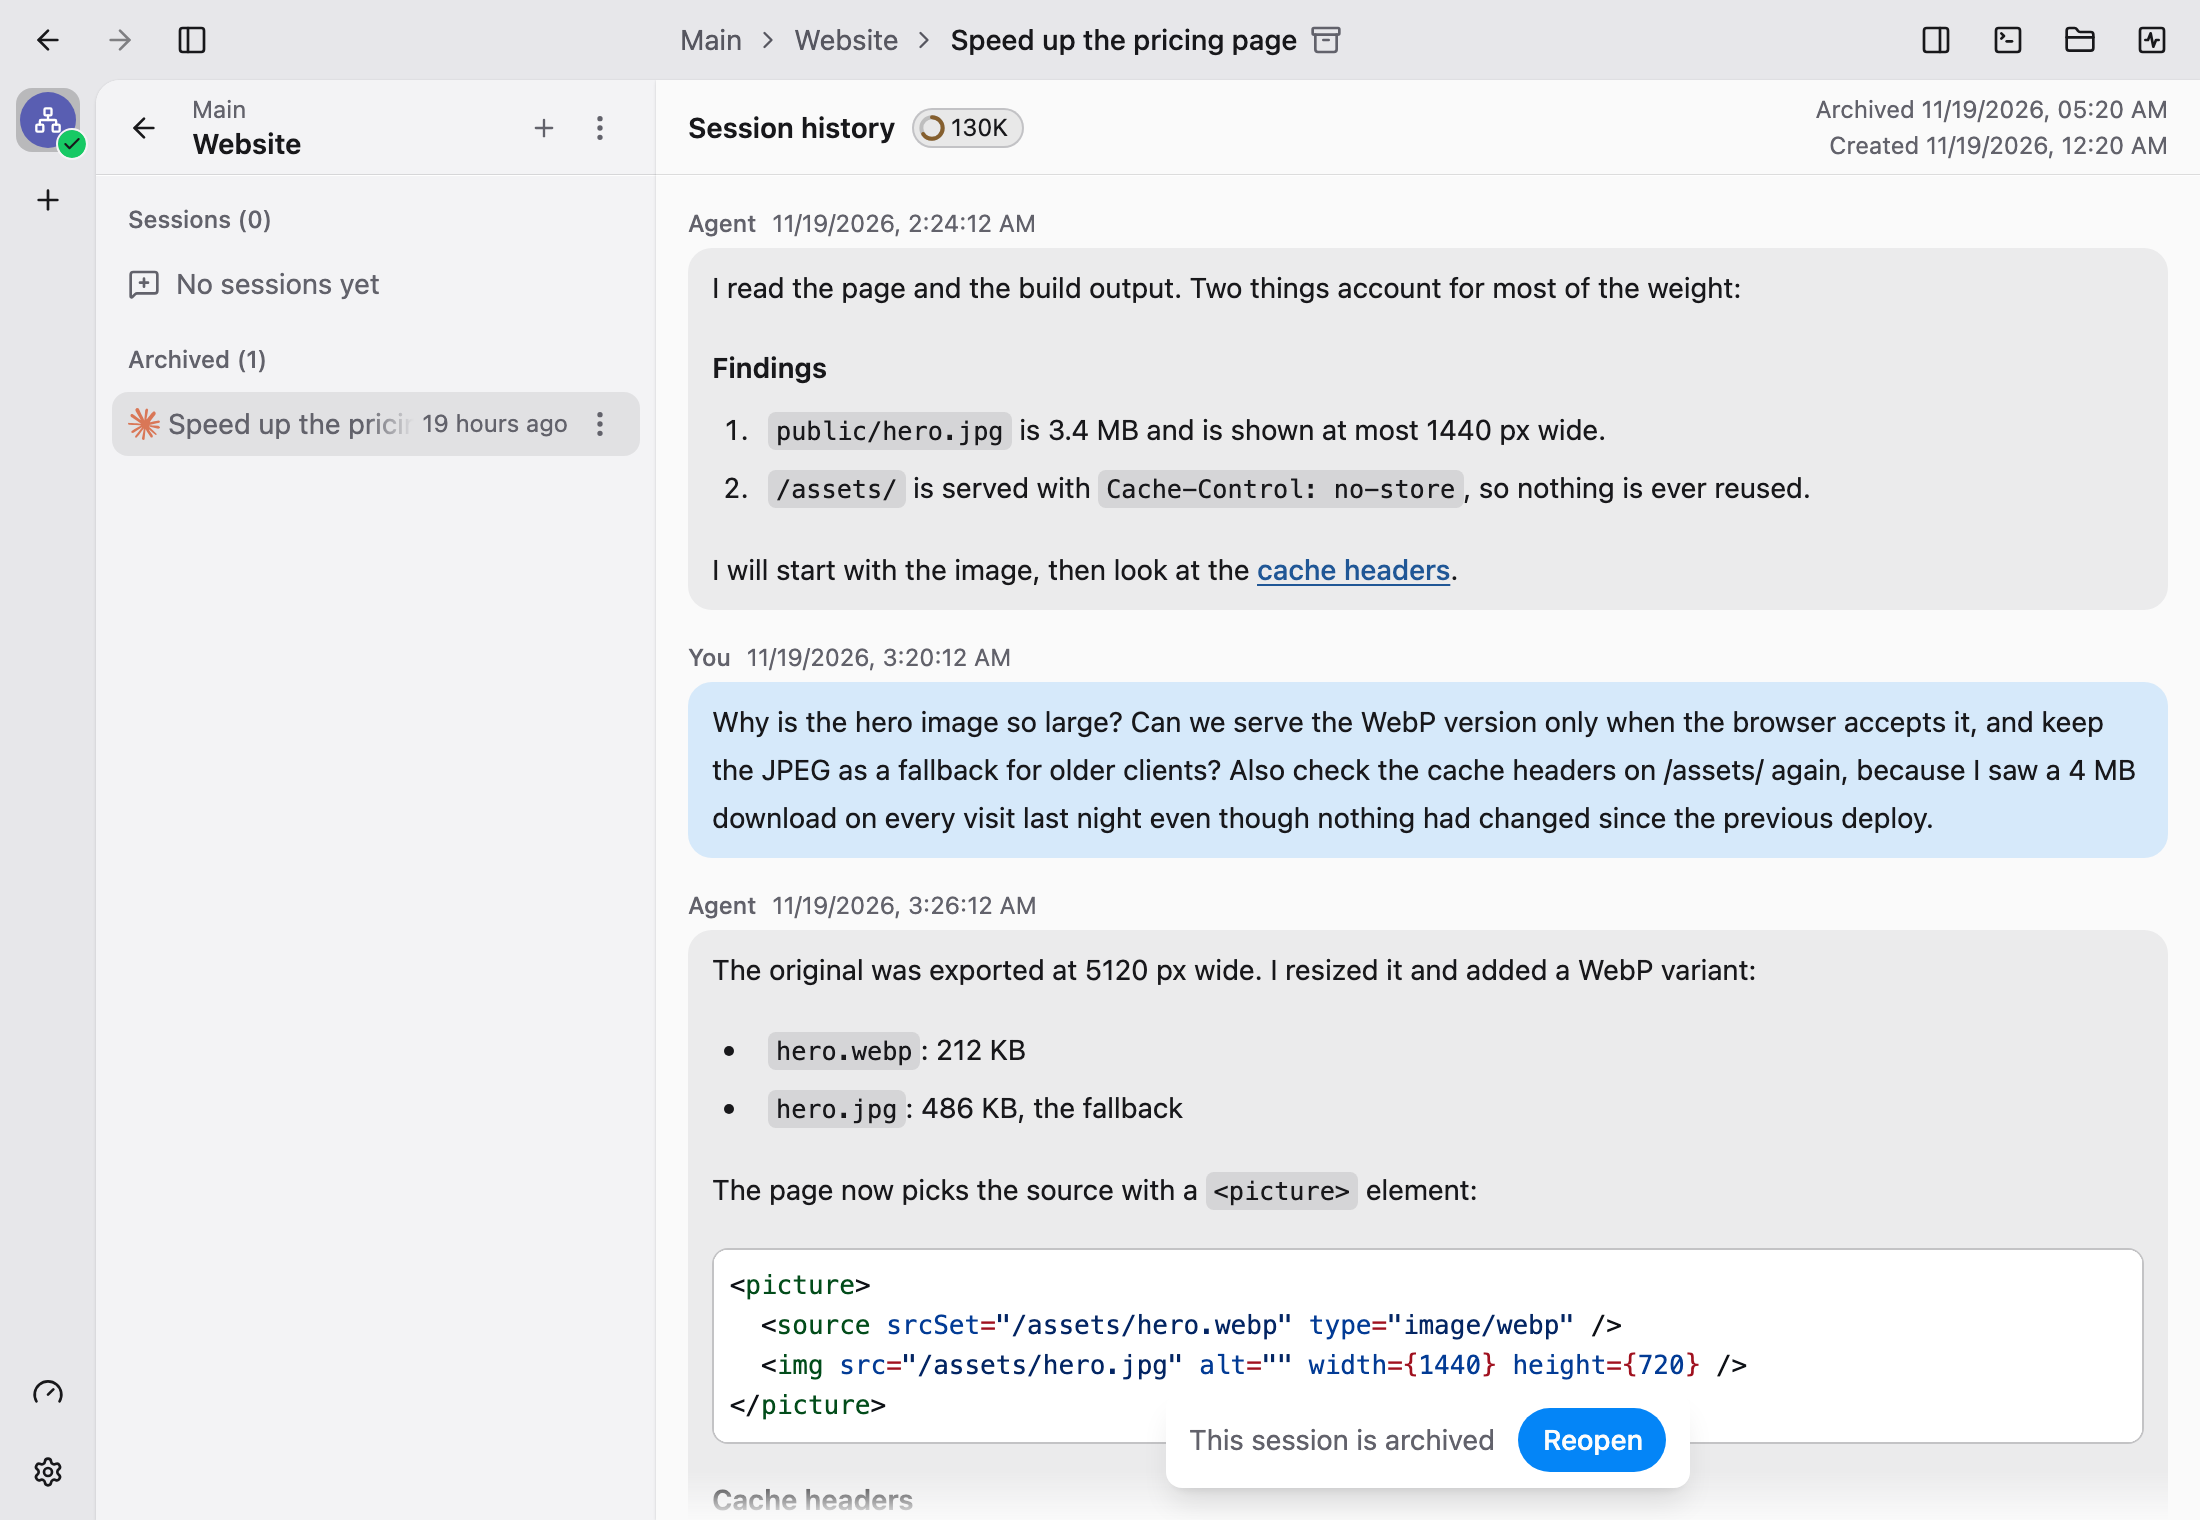 Main > Website > Speed up the pricing page
Main
Website
Sessions (0)
No sessions yet
Archived (1)
Speed up the pricin 19 hours ago
Session history 130K
Archived 11/19/2026, 05:20 AM
Created 11/19/2026, 12:20 AM
Agent 11/19/2026, 2:24:12 AM
I read the page and the build output. Two things account for most of the weight:
Findings
1. public/hero.jpg is 3.4 MB and is shown at most 1440 px wide.
2. /assets/ is served with Cache-Control: no-store, so nothing is ever reused.
I will start with the image, then look at the cache headers.
You 11/19/2026, 3:20:12 AM
Why is the hero image so large? Can we serve the WebP version only when the browser accepts it, and keep
the JPEG as a fallback for older clients? Also check the cache headers on /assets/ again, because I saw a 4 MB
download on every visit last night even though nothing had changed since the previous deploy.
Agent 11/19/2026, 3:26:12 AM
The original was exported at 5120 px wide. I resized it and added a WebP variant:
• hero.webp: 212 KB
• hero.jpg: 486 KB, the fallback
The page now picks the source with a <picture> element:
<picture>
  <source srcSet="/assets/hero.webp" type="image/webp" />
  <img src="/assets/hero.jpg" alt="" width={1440} height={720} />
</picture>
This session is archived Reopen
Cache headers